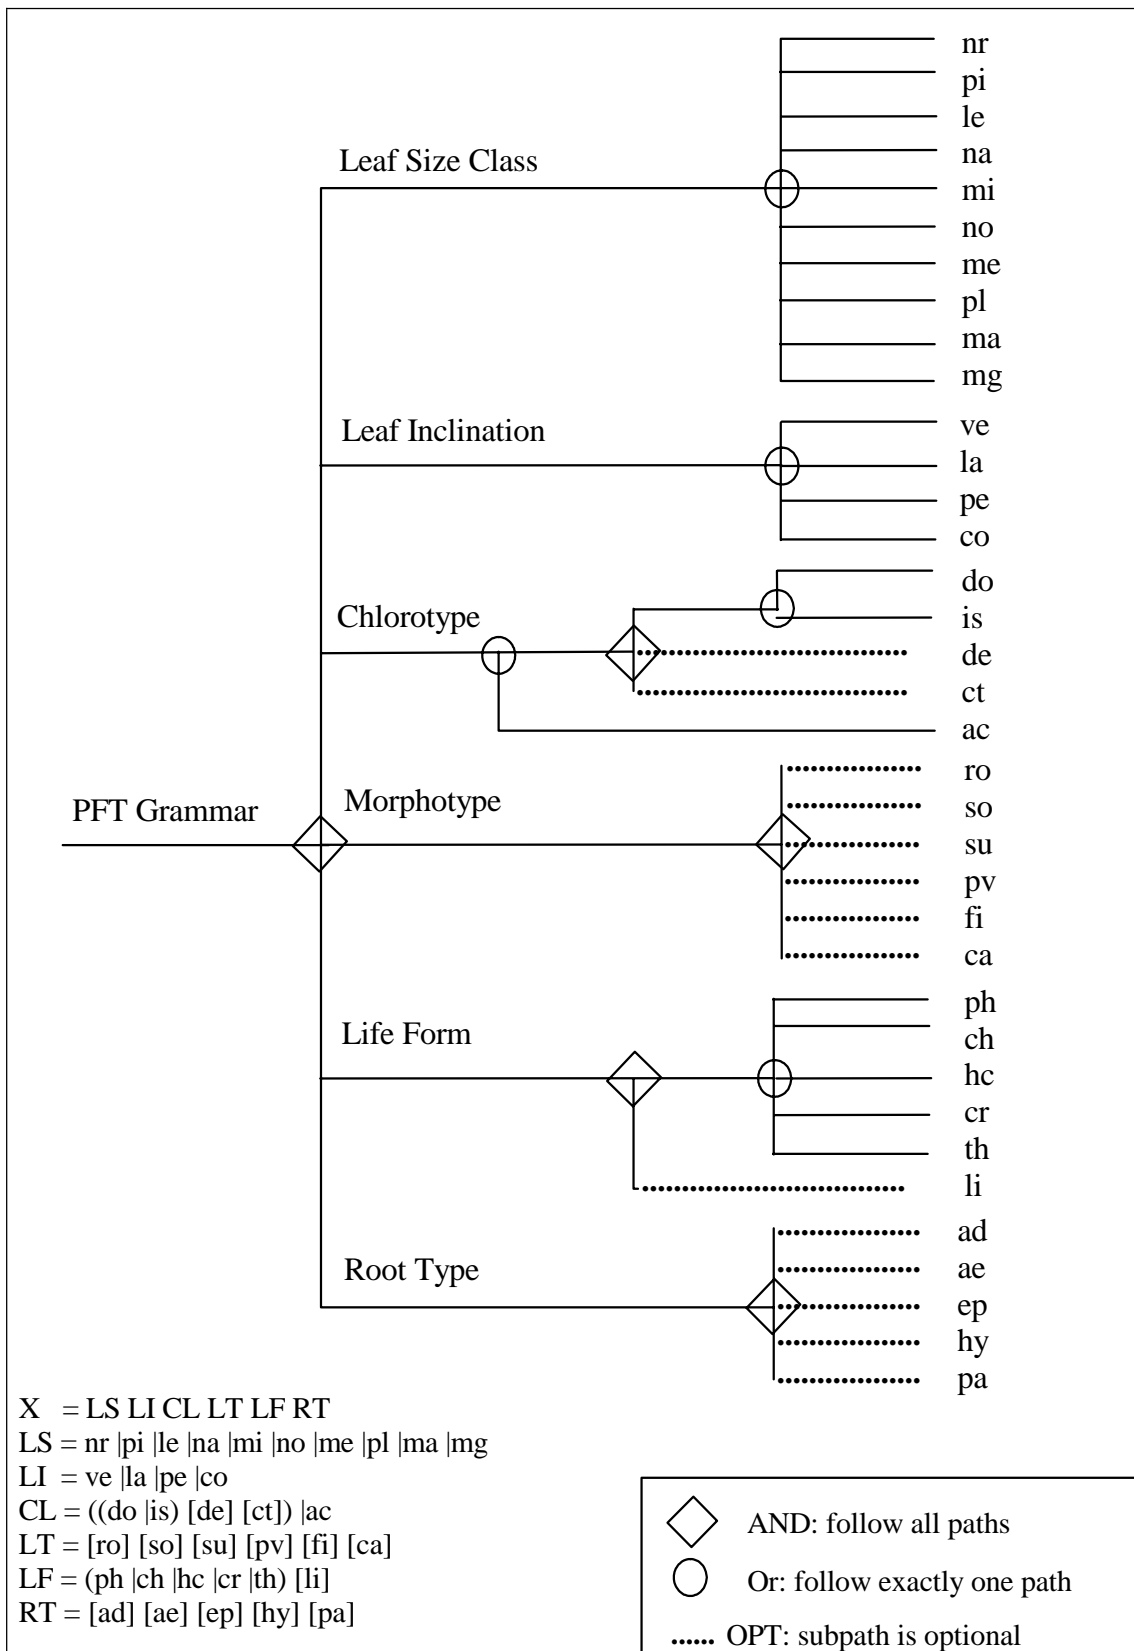 nr
pi
le
na
Leaf Size Class
mi
no
me
pl
ma
mg
Leaf Inclination
ve
la
pe
co
do
Chlorotype
is
de
ct
ac
ro
PFT Grammar
Morphotype
so
su
pv
fi
ca
ph
Life Form
ch
hc
cr
th
li
ad
Root Type
ae
ep
hy
pa
X = LS LI CL LT LF RT
LS = nr |pi |le |na |mi |no |me |pl |ma |mg
LI = ve |la |pe |co
CL = ((do |is) [de] [ct]) |ac
LT = [ro] [so] [su] [pv] [fi] [ca]
LF = (ph |ch |hc |cr |th) [li]
RT = [ad] [ae] [ep] [hy] [pa]
AND: follow all paths
Or: follow exactly one path
OPT: subpath is optional